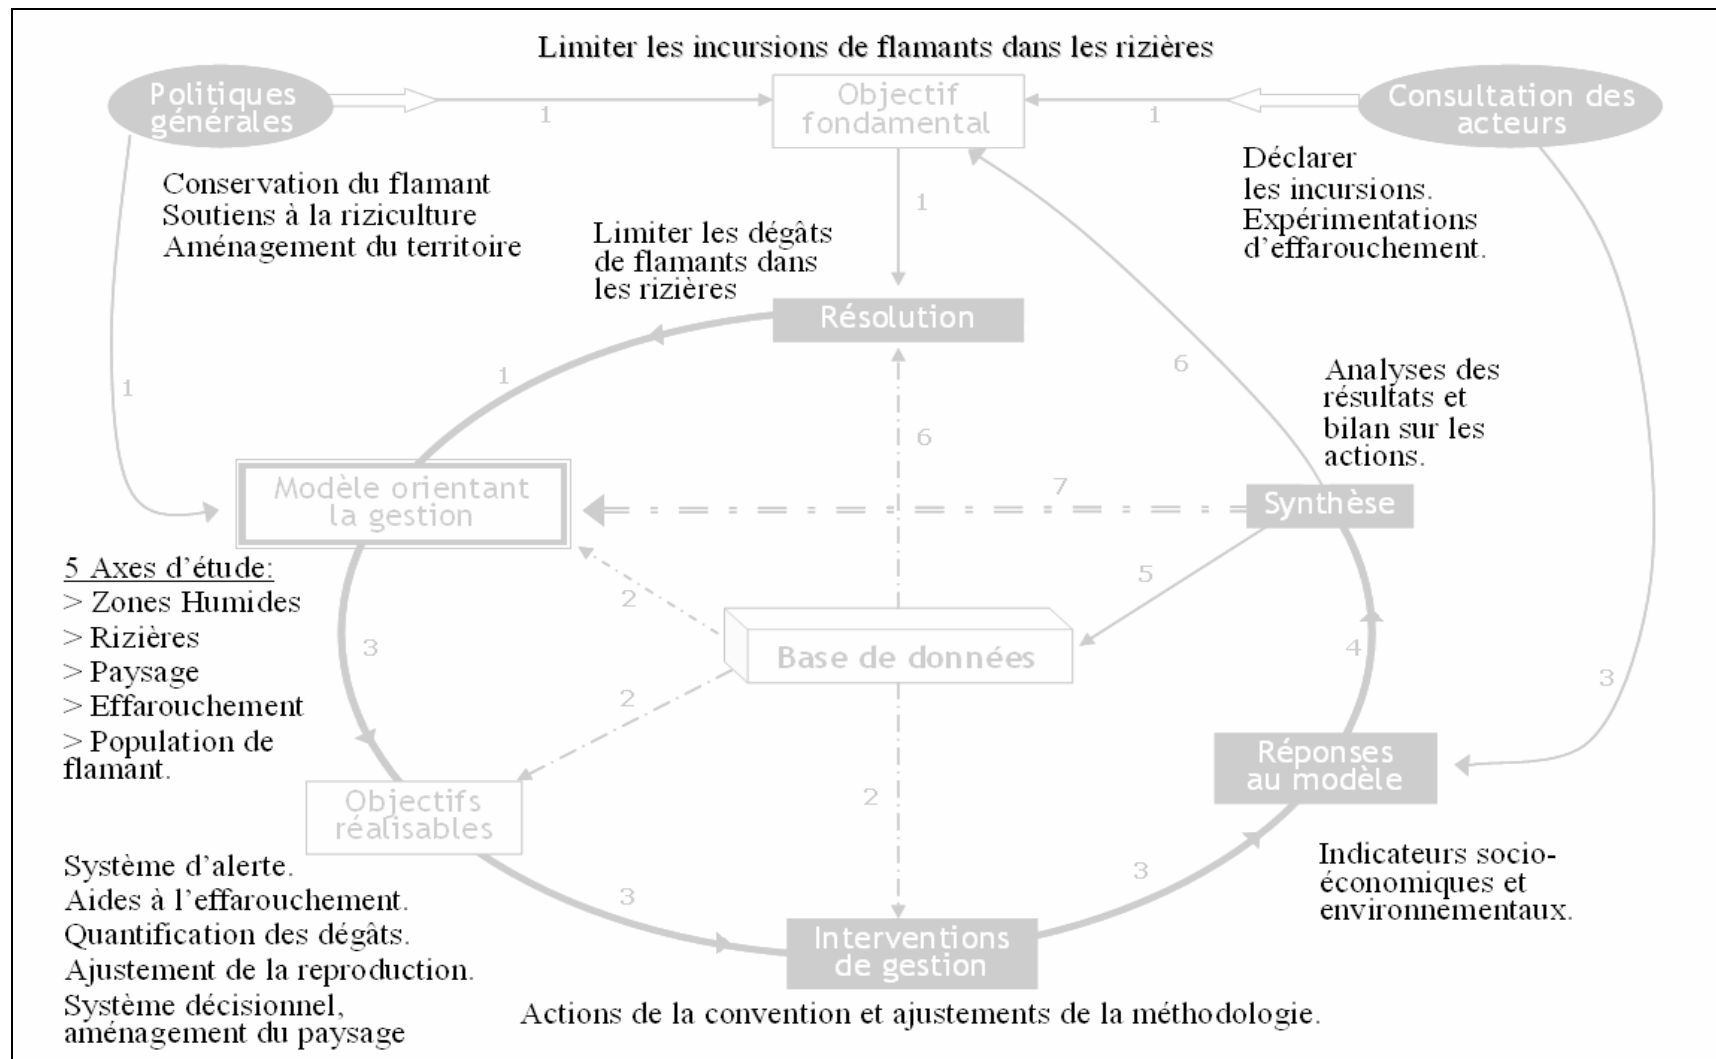 Limiter les incursions de flamants dans les rizières
Politiques
générales
1
Objectif
fondamental
1
Consultation des
acteurs
Conservation du flamant
Soutiens à la riziculture
Aménagement du territoire
Déclarer
les incursions.
Expérimentations
d'effarouchement.
1
Limiter les dégâts
de flamants dans
les rizières
Résolution
1
1
6
6
Analyses des
résultats et
bilan sur les
actions.
Modèle orientant
la gestion
7
Synthèse
5 Axes d'étude:
> Zones Humides
> Rizières
> Paysage
> Effarouchement
> Population de
flamant.
3
2
5
Base de données
2
4
3
2
Réponses
au modèle
Objectifs
réalisables
Système d'alerte.
Aides à l'effarouchement.
Quantification des dégâts.
Ajustement de la reproduction.
Système décisionnel,
aménagement du paysage
3
3
Indicateurs socio-
économiques et
environnementaux.
Interventions
de gestion
Actions de la convention et ajustements de la méthodologie.